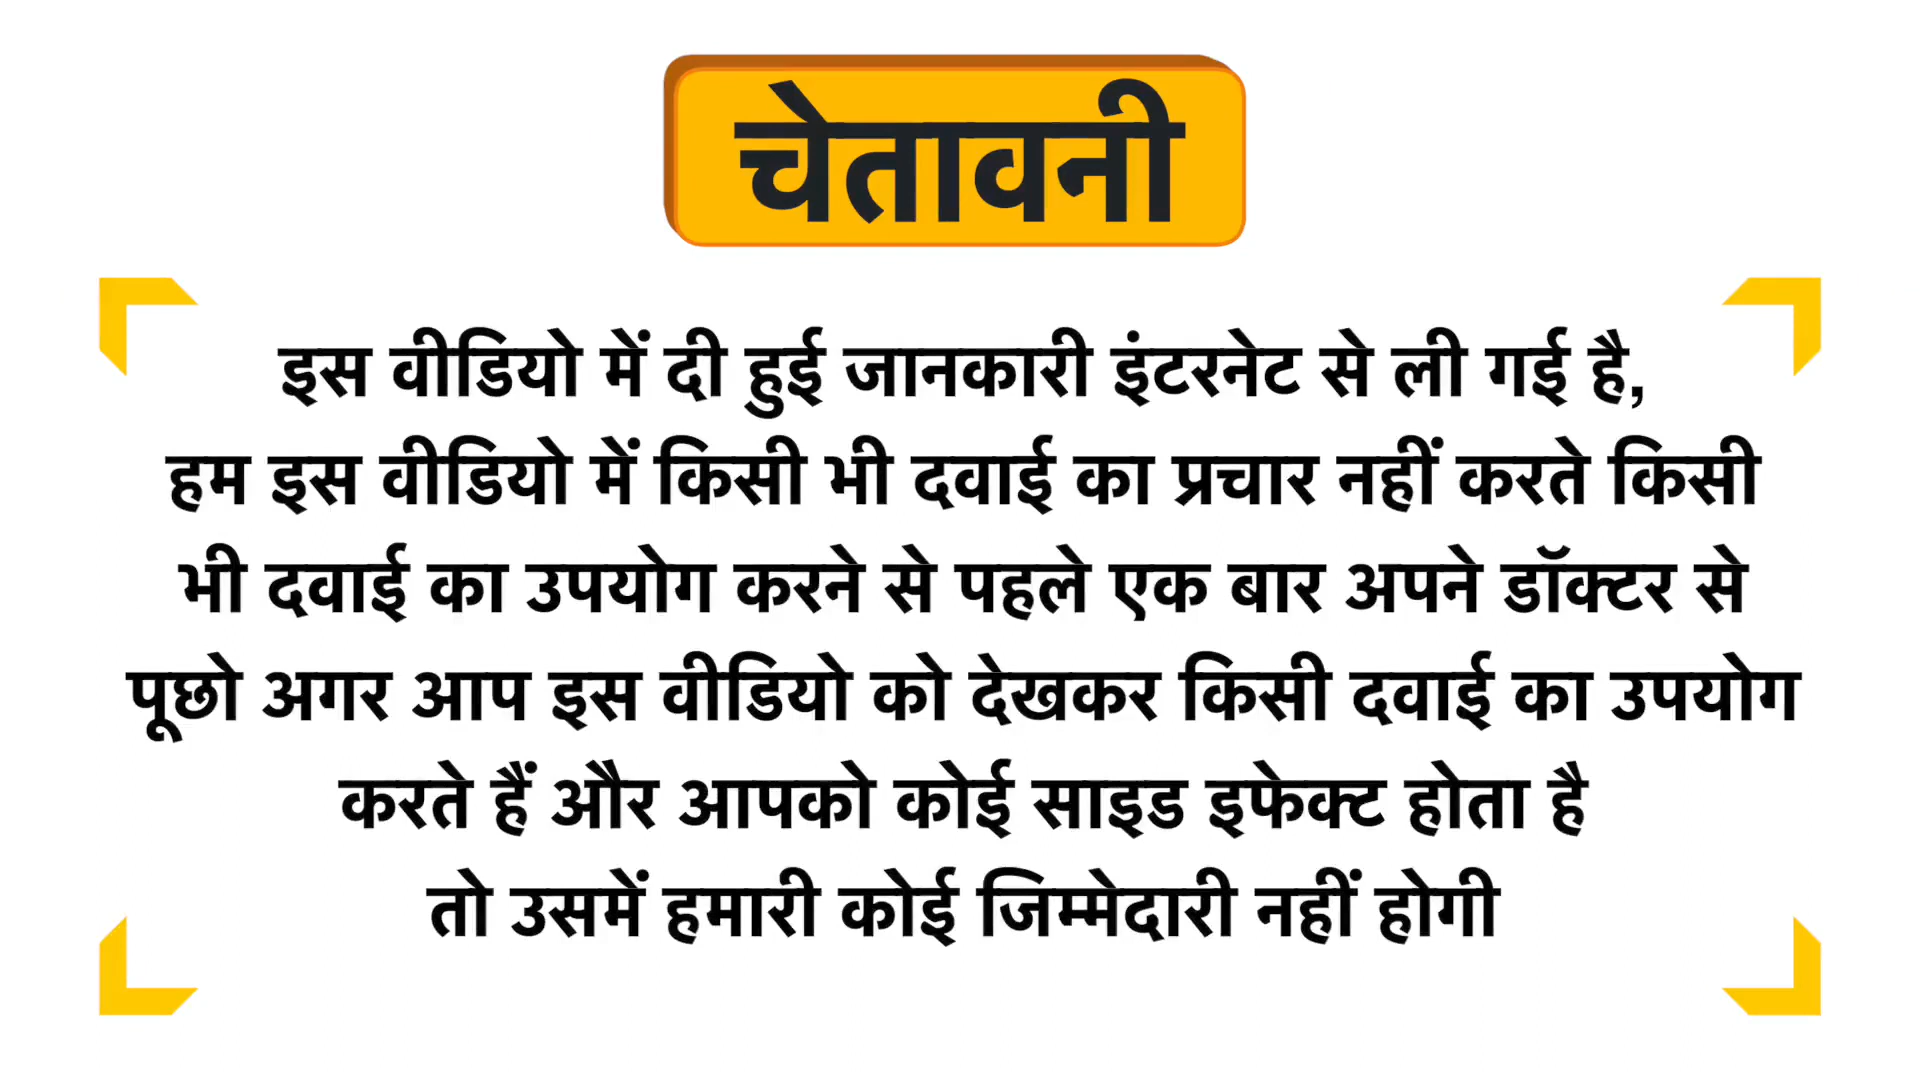 चेतावनी
इस वीडियो में दी हुई जानकारी इंटरनेट से ली गई है,
हम इस वीडियो में किसी भी दवाई का प्रचार नहीं करते किसी
भी दवाई का उपयोग करने से पहले एक बार अपने डॉक्टर से
पूछो अगर आप इस वीडियो को देखकर किसी दवाई का उपयोग
करते हैं और आपको कोई साइड इफेक्ट होता है
तो उसमें हमारी कोई जिम्मेदारी नहीं होगी